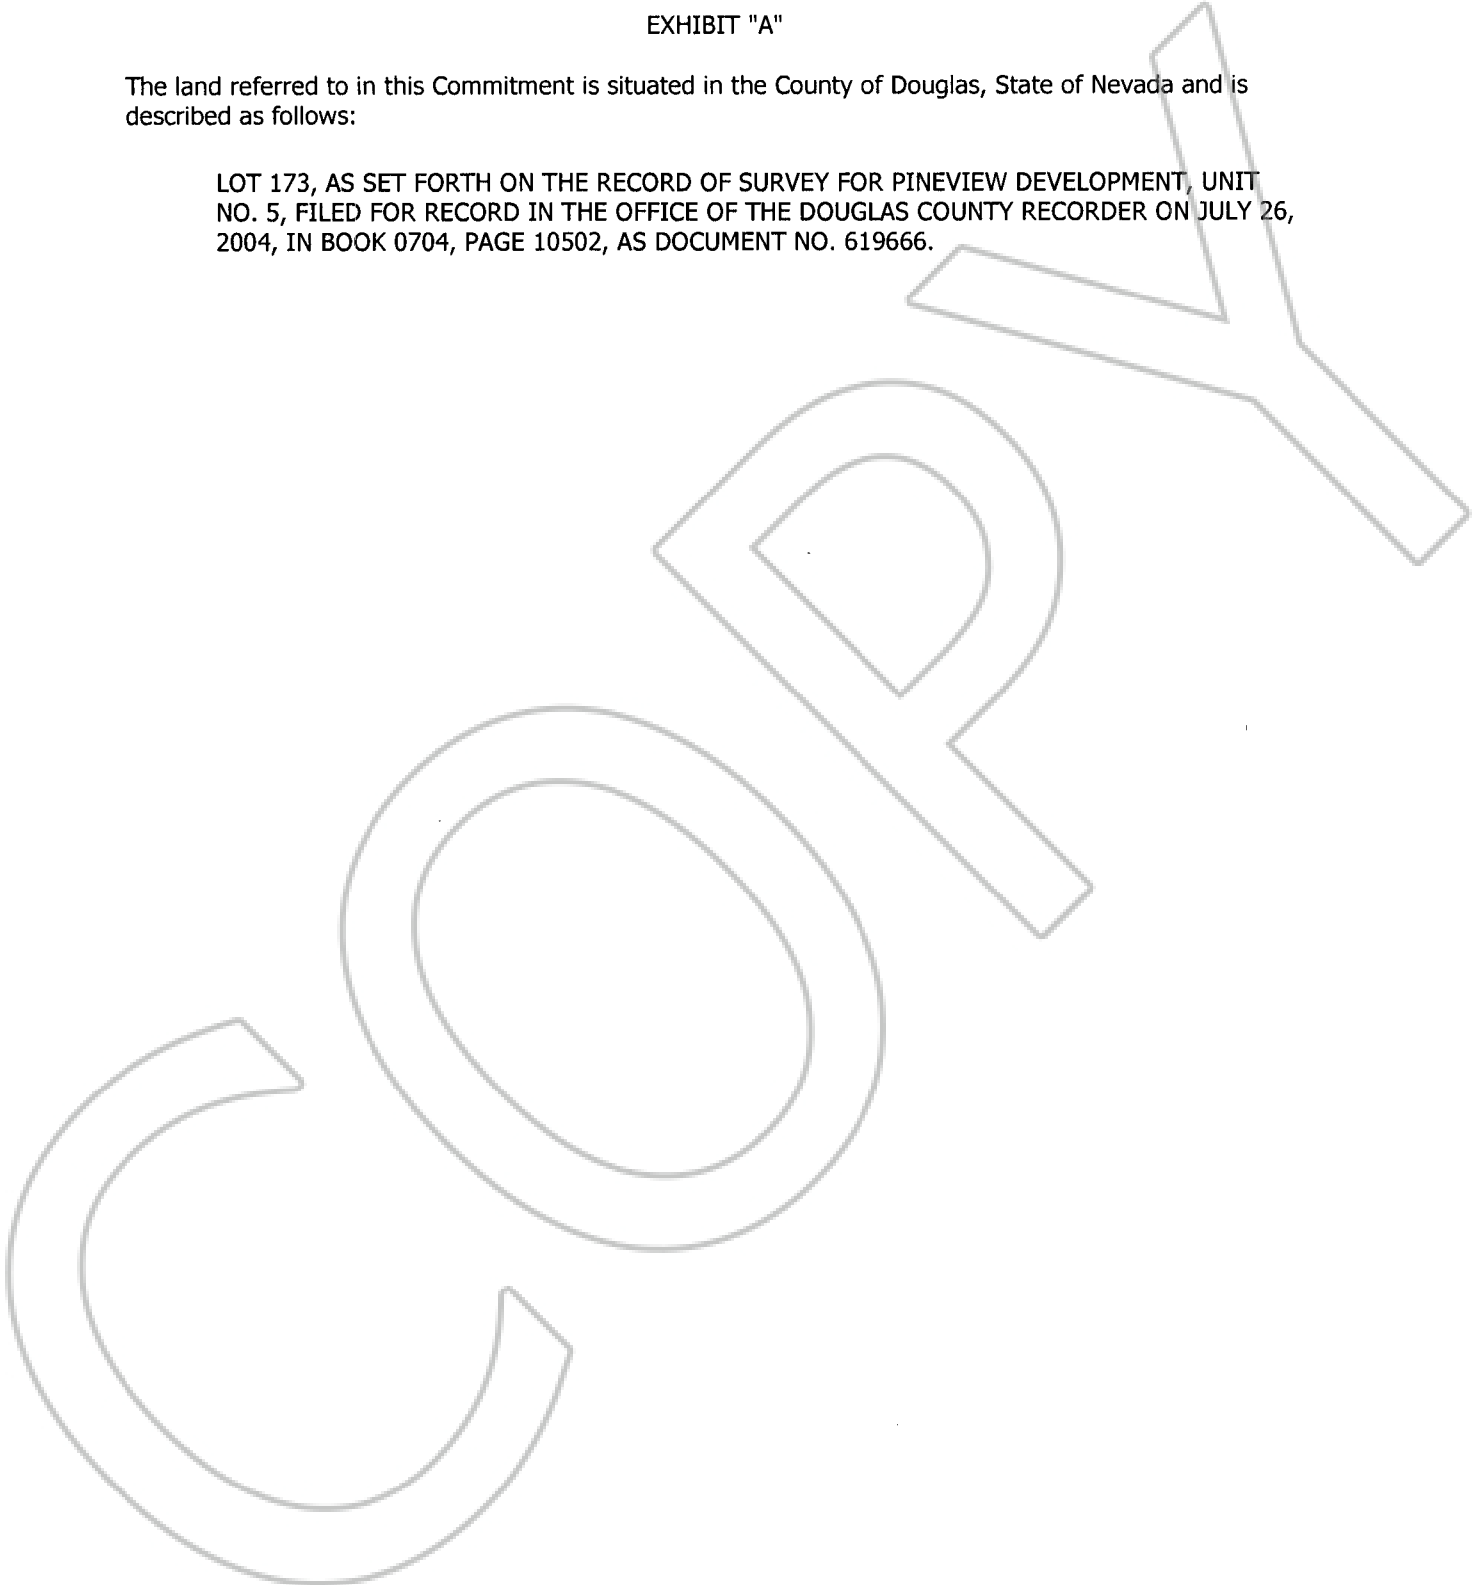 EXHIBIT "A"
The land referred to in this Commitment is situated in the County of Douglas, State of Nevada and is
described as follows:
LOT 173, AS SET FORTH ON THE RECORD OF SURVEY FOR PINEVIEW DEVELOPMENT, UNIT
NO. 5, FILED FOR RECORD IN THE OFFICE OF THE DOUGLAS COUNTY RECORDER ON JULY 26,
2004, IN BOOK 0704, PAGE 10502, AS DOCUMENT NO. 619666.
COPY